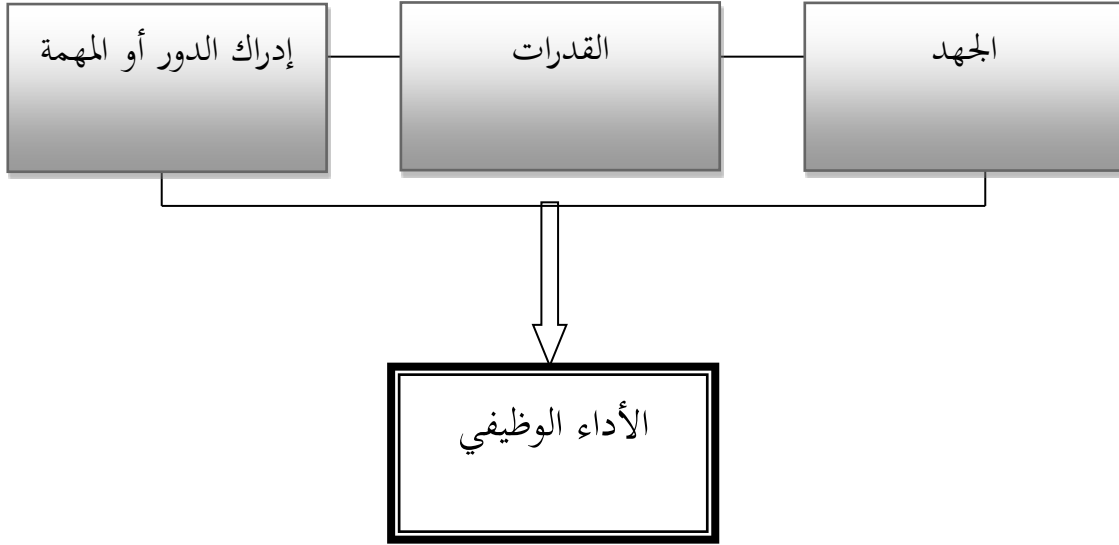 الجهد
القدرات
إدراك الدور أو المهمة
الأداء الوظيفي